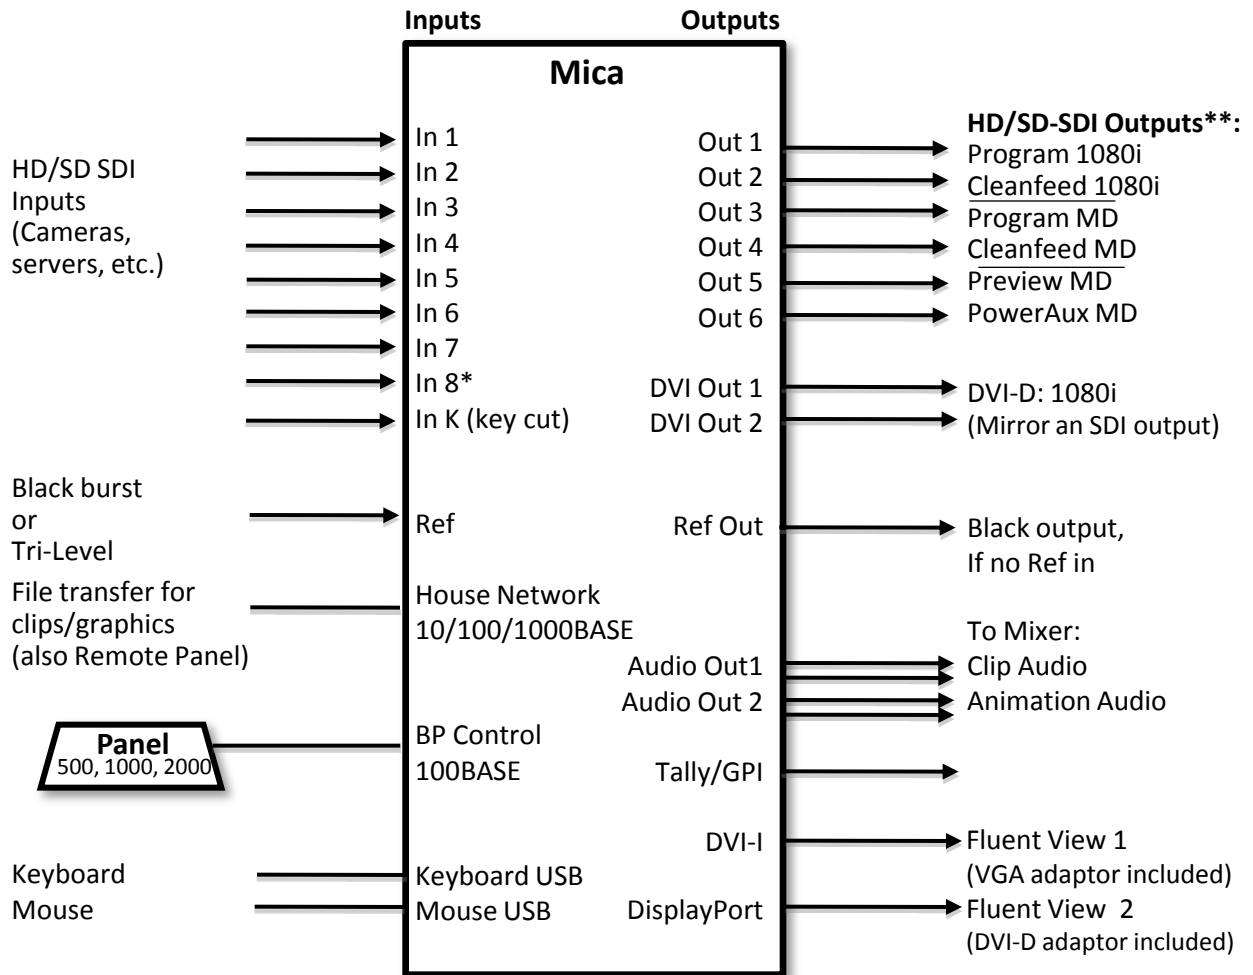 Inputs
Outputs
Mica
HD/SD SDI
Inputs
(Cameras,
servers, etc.)
Black burst
or
Tri-Level
File transfer for
clips/graphics
(also Remote Panel)
Panel
500, 1000, 2000
Keyboard
Mouse
In 1
In 2
In 3
In 4
In 5
In 6
In 7
In 8*
In K (key cut)
Ref
House Network
10/100/1000BASE
BP Control
100BASE
Keyboard USB
Mouse USB
Out 1
Out 2
Out 3
Out 4
Out 5
Out 6
DVI Out 1
DVI Out 2
Ref Out
Audio Out1
Audio Out 2
Tally/GPI
DVI-I
DisplayPort
HD/SD-SDI Outputs**:
Program 1080i
Cleanfeed 1080i
Program MD
Cleanfeed MD
Preview MD
PowerAux MD
DVI-D: 1080i
(Mirror an SDI output)
Black output,
If no Ref in
To Mixer:
Clip Audio
Animation Audio
Fluent View 1
(VGA adaptor included)
Fluent View 2
(DVI-D adaptor included)